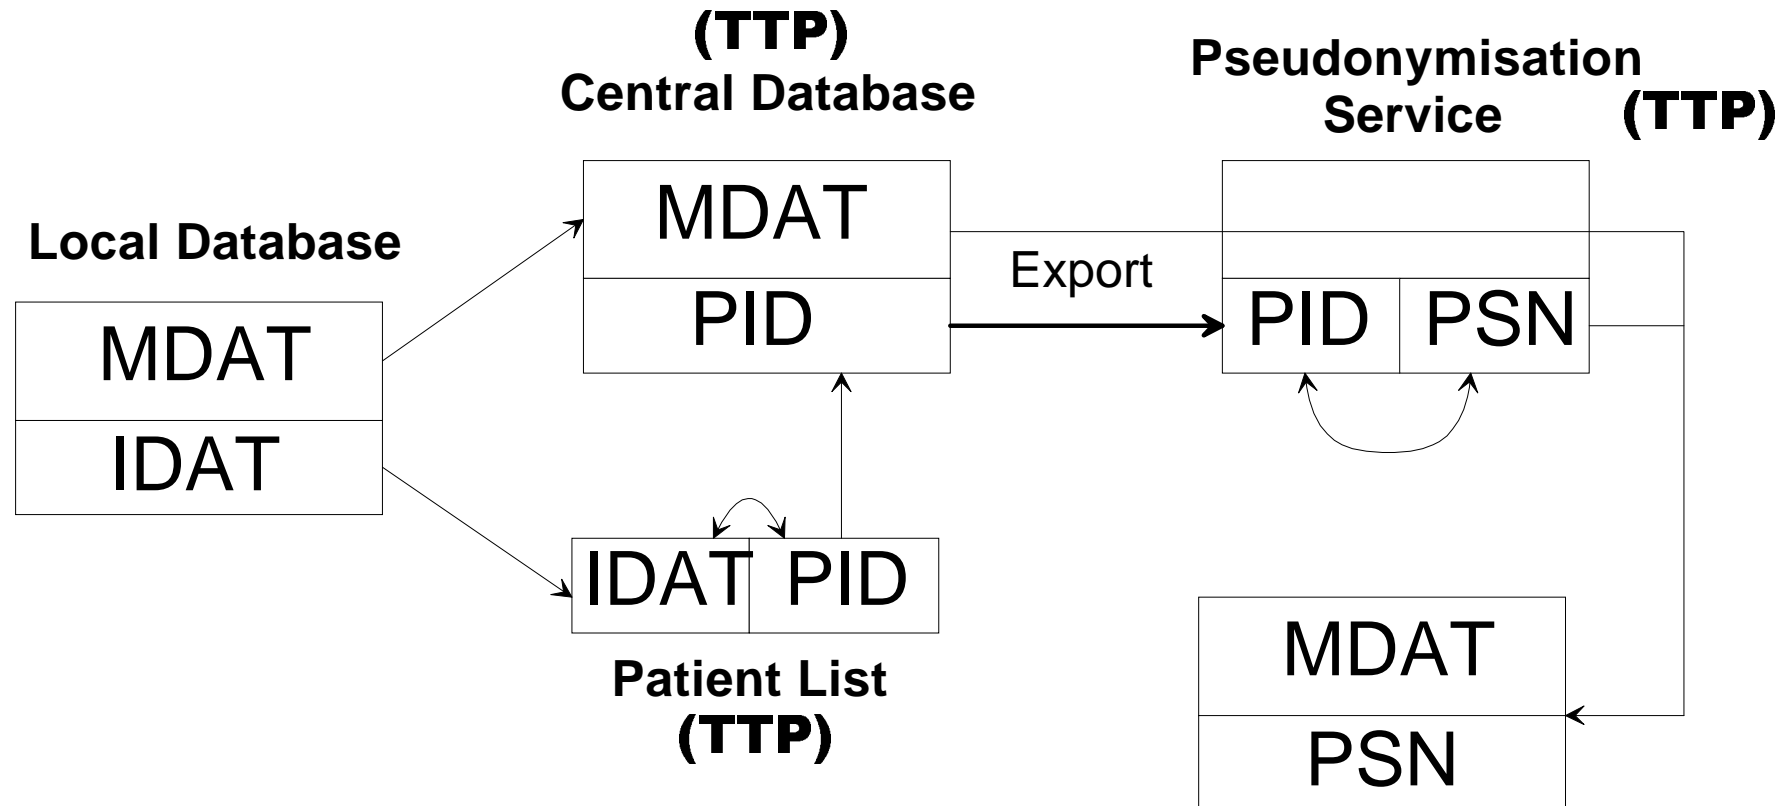 (TTP)
Central Database
Pseudonymisation
Service
(TTP)
Local Database
MDAT
IDAT
MDAT
PID
Export
PID
PSN
IDAT
PID
Patient List
(TTP)
MDAT
PSN